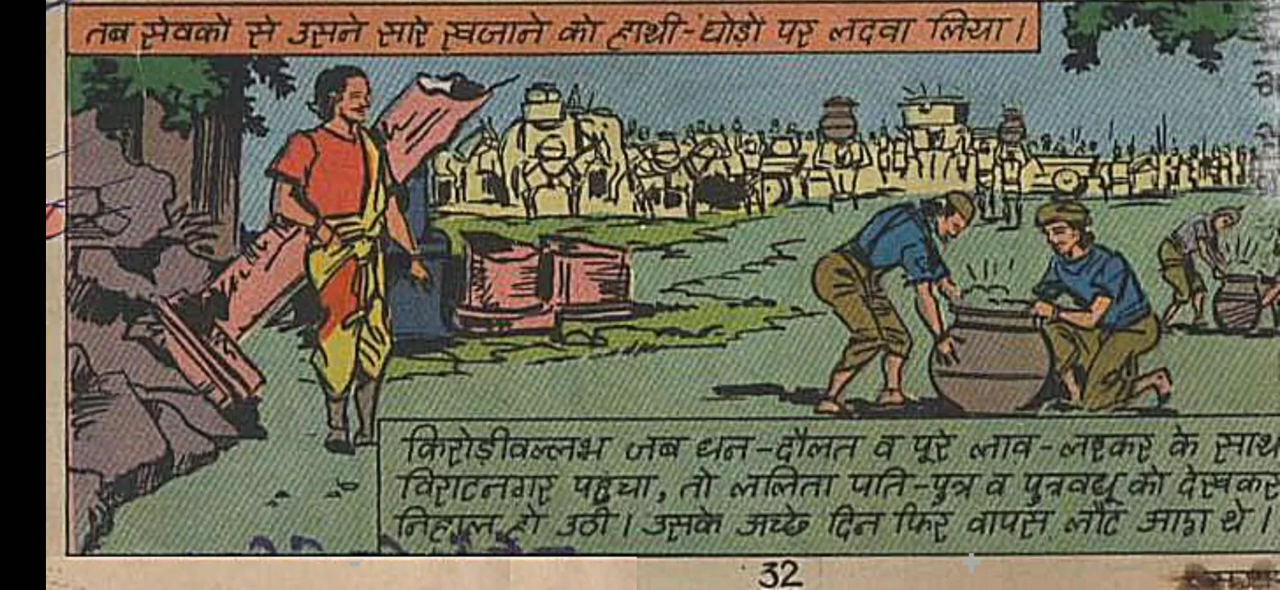 तब सेवकों से उसने सारे खजाने को हाथी-घोड़ों पर लदवा लिया।
किरोड़ीवल्लभ जब धन-दौलत व पूरे लाव-लश्कर के साथ
विराटनगर पहुंचा, तो ललिता पति-पुत्र व पुत्रवधू को देखकर
निहाल हो उठी। उसके अच्छे दिन फिर वापस लौट आए थे।
32